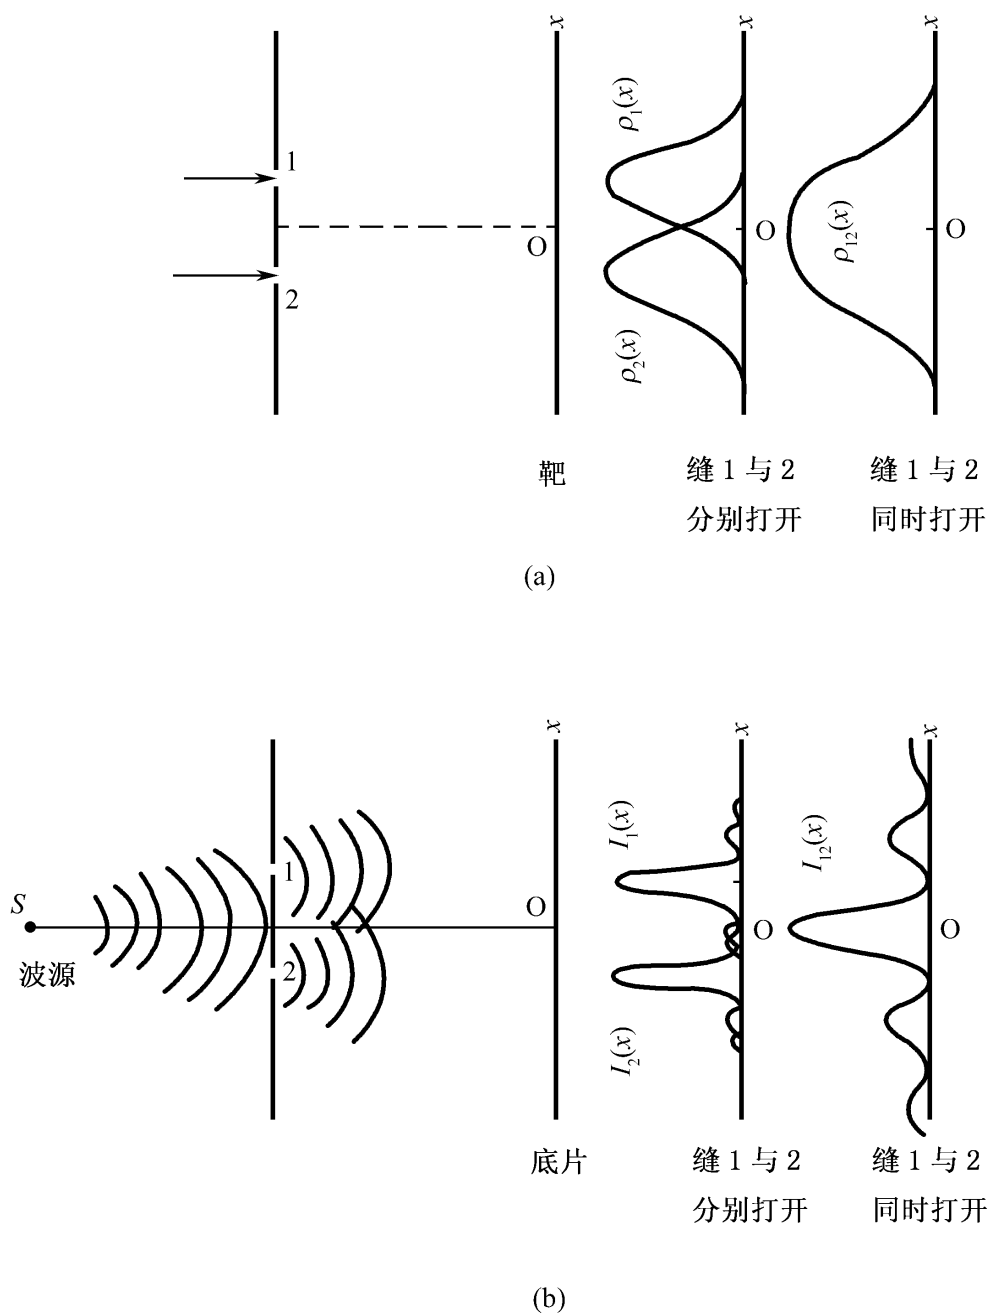 x x x
ρ₁(x)
1
O O ρ₁₂(x) O
2
ρ₂(x)
靶 缝1与2 缝1与2
分别打开 同时打开
(a)
x x x
I₁(x) I₁₂(x)
1
S O O O
波源 2
I₂(x)
底片 缝1与2 缝1与2
分别打开 同时打开
(b)